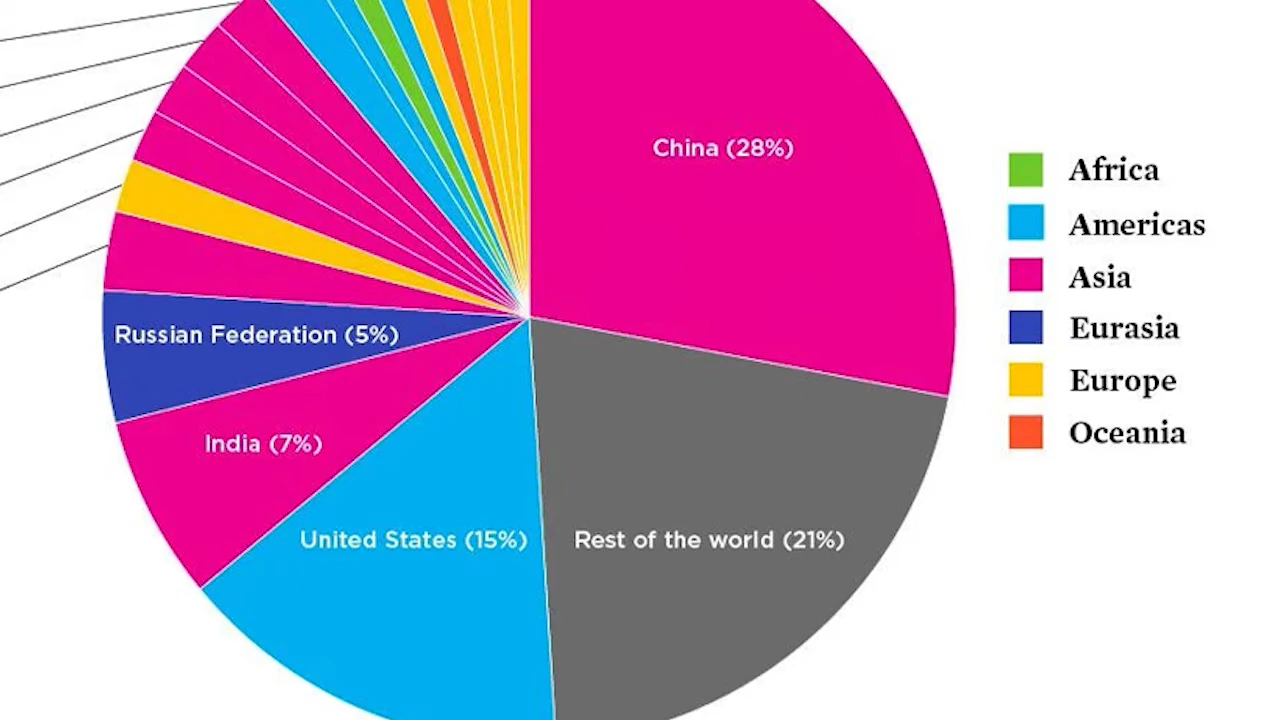 China (28%)
Russian Federation (5%)
India (7%)
United States (15%)
Rest of the world (21%)
Africa
Americas
Asia
Eurasia
Europe
Oceania